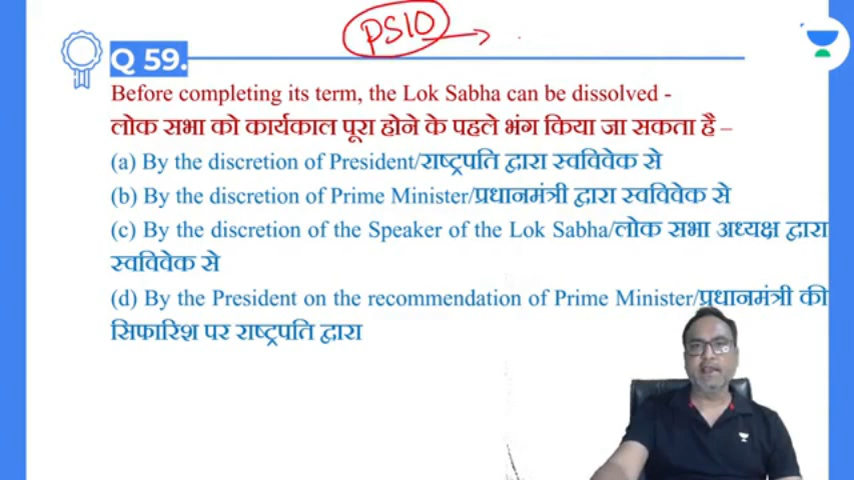 PS10
Q 59.
Before completing its term, the Lok Sabha can be dissolved -
लोक सभा को कार्यकाल पूरा होने के पहले भंग किया जा सकता है –
(a) By the discretion of President/राष्ट्रपति द्वारा स्वविवेक से
(b) By the discretion of Prime Minister/प्रधानमंत्री द्वारा स्वविवेक से
(c) By the discretion of the Speaker of the Lok Sabha/लोक सभा अध्यक्ष द्वारा
स्वविवेक से
(d) By the President on the recommendation of Prime Minister/प्रधानमंत्री की
सिफारिश पर राष्ट्रपति द्वारा